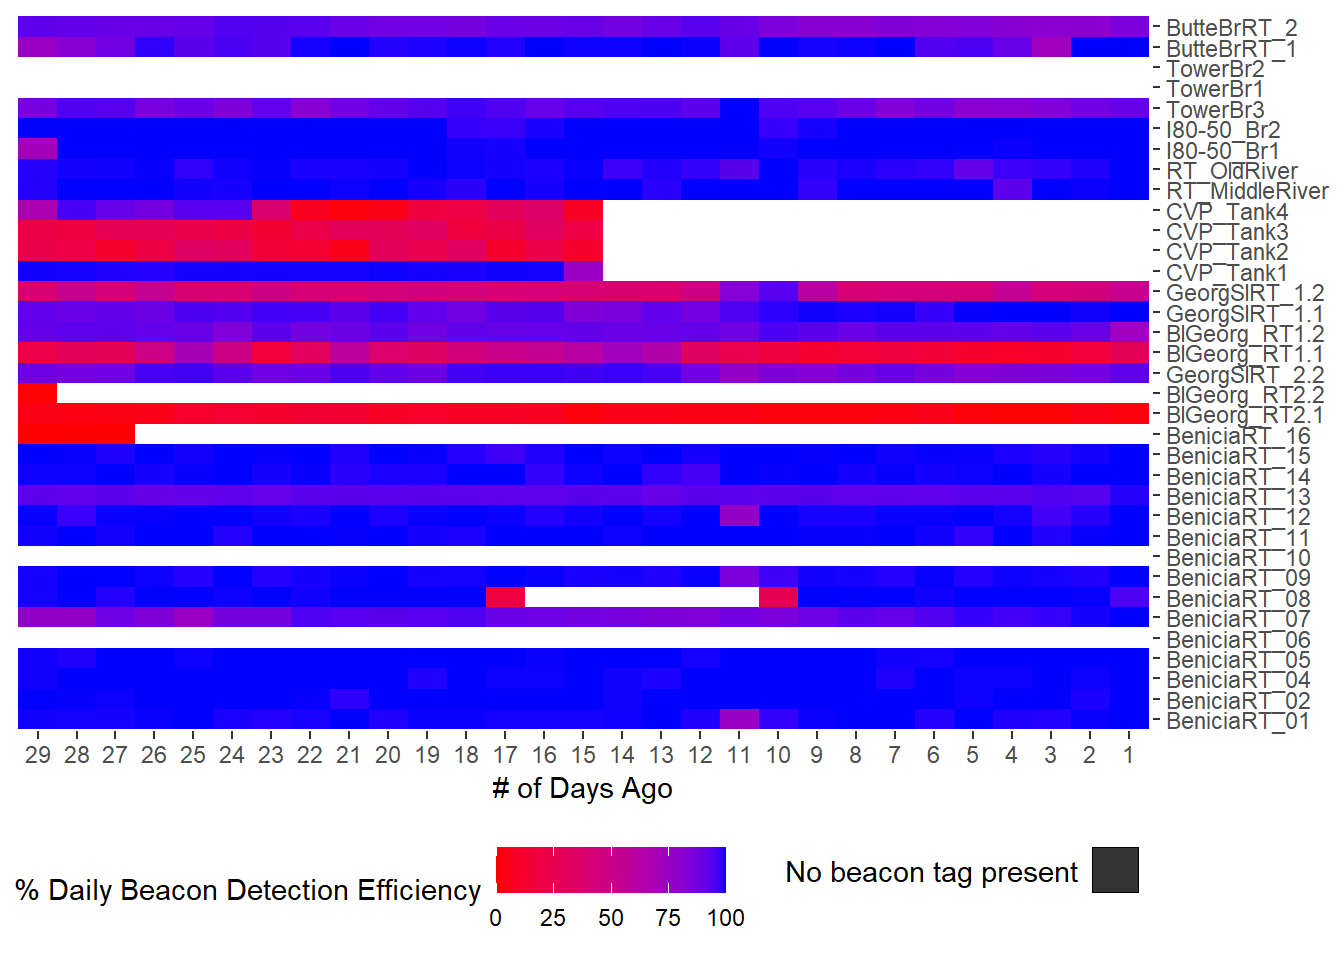 ButteBrRT_2
ButteBrRT_1
TowerBr2
TowerBr1
TowerBr3
I80-50_Br2
I80-50_Br1
RT_OldRiver
RT_MiddleRiver
CVP_Tank4
CVP_Tank3
CVP_Tank2
CVP_Tank1
GeorgSlRT_1.2
GeorgSlRT_1.1
BlGeorg_RT1.2
BlGeorg_RT1.1
GeorgSlRT_2.2
BlGeorg_RT2.2
BlGeorg_RT2.1
BeniciaRT_16
BeniciaRT_15
BeniciaRT_14
BeniciaRT_13
BeniciaRT_12
BeniciaRT_11
BeniciaRT_10
BeniciaRT_09
BeniciaRT_08
BeniciaRT_07
BeniciaRT_06
BeniciaRT_05
BeniciaRT_04
BeniciaRT_02
BeniciaRT_01
29 28 27 26 25 24 23 22 21 20 19 18 17 16 15 14 13 12 11 10 9 8 7 6 5 4 3 2 1
# of Days Ago
% Daily Beacon Detection Efficiency
0 25 50 75 100
No beacon tag present